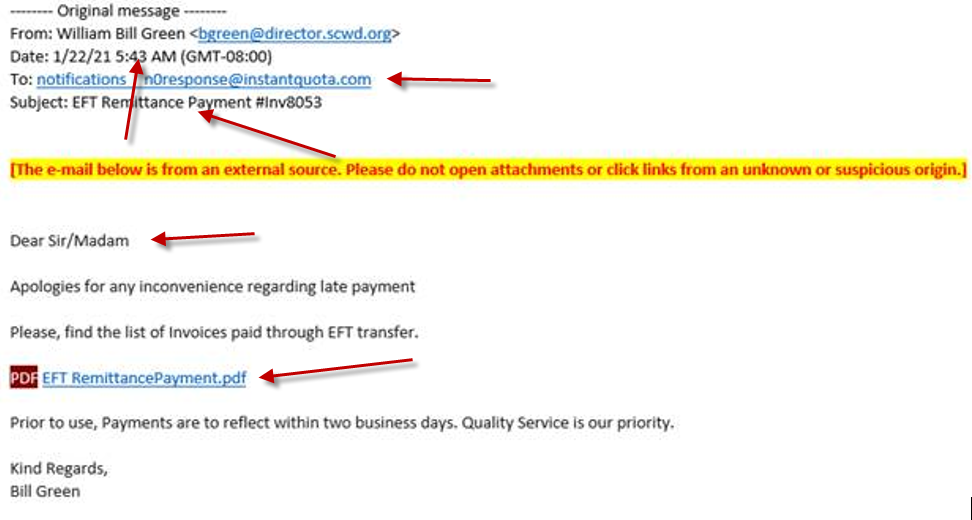 -------- Original message --------
From: William Bill Green <bgreen@director.scwd.org>
Date: 1/22/21 5:43 AM (GMT-08:00)
To: notifications n0response@instantquota.com
Subject: EFT Remittance Payment #Inv8053
[The e-mail below is from an external source. Please do not open attachments or click links from an unknown or suspicious origin.]
Dear Sir/Madam
Apologies for any inconvenience regarding late payment
Please, find the list of Invoices paid through EFT transfer.
PDF EFT RemittancePayment.pdf
Prior to use, Payments are to reflect within two business days. Quality Service is our priority.
Kind Regards,
Bill Green